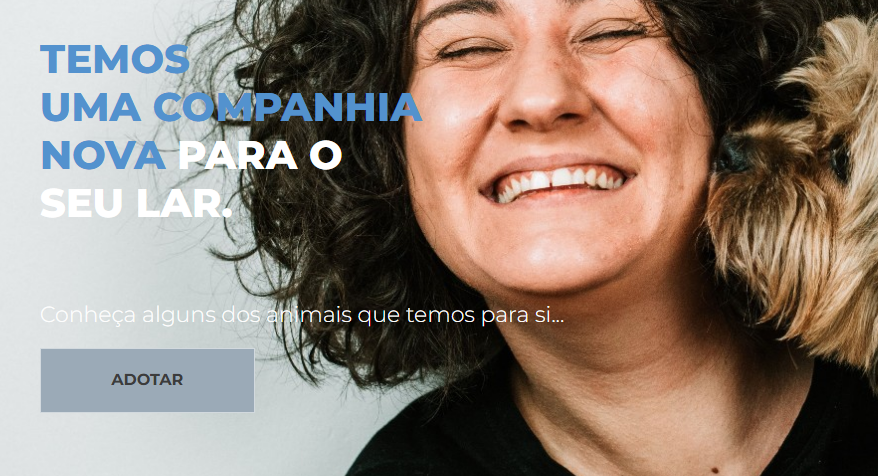 TEMOS
UMA COMPANHIA
NOVA PARA O
SEU LAR.
Conheça alguns dos animais que temos para si...
ADOTAR